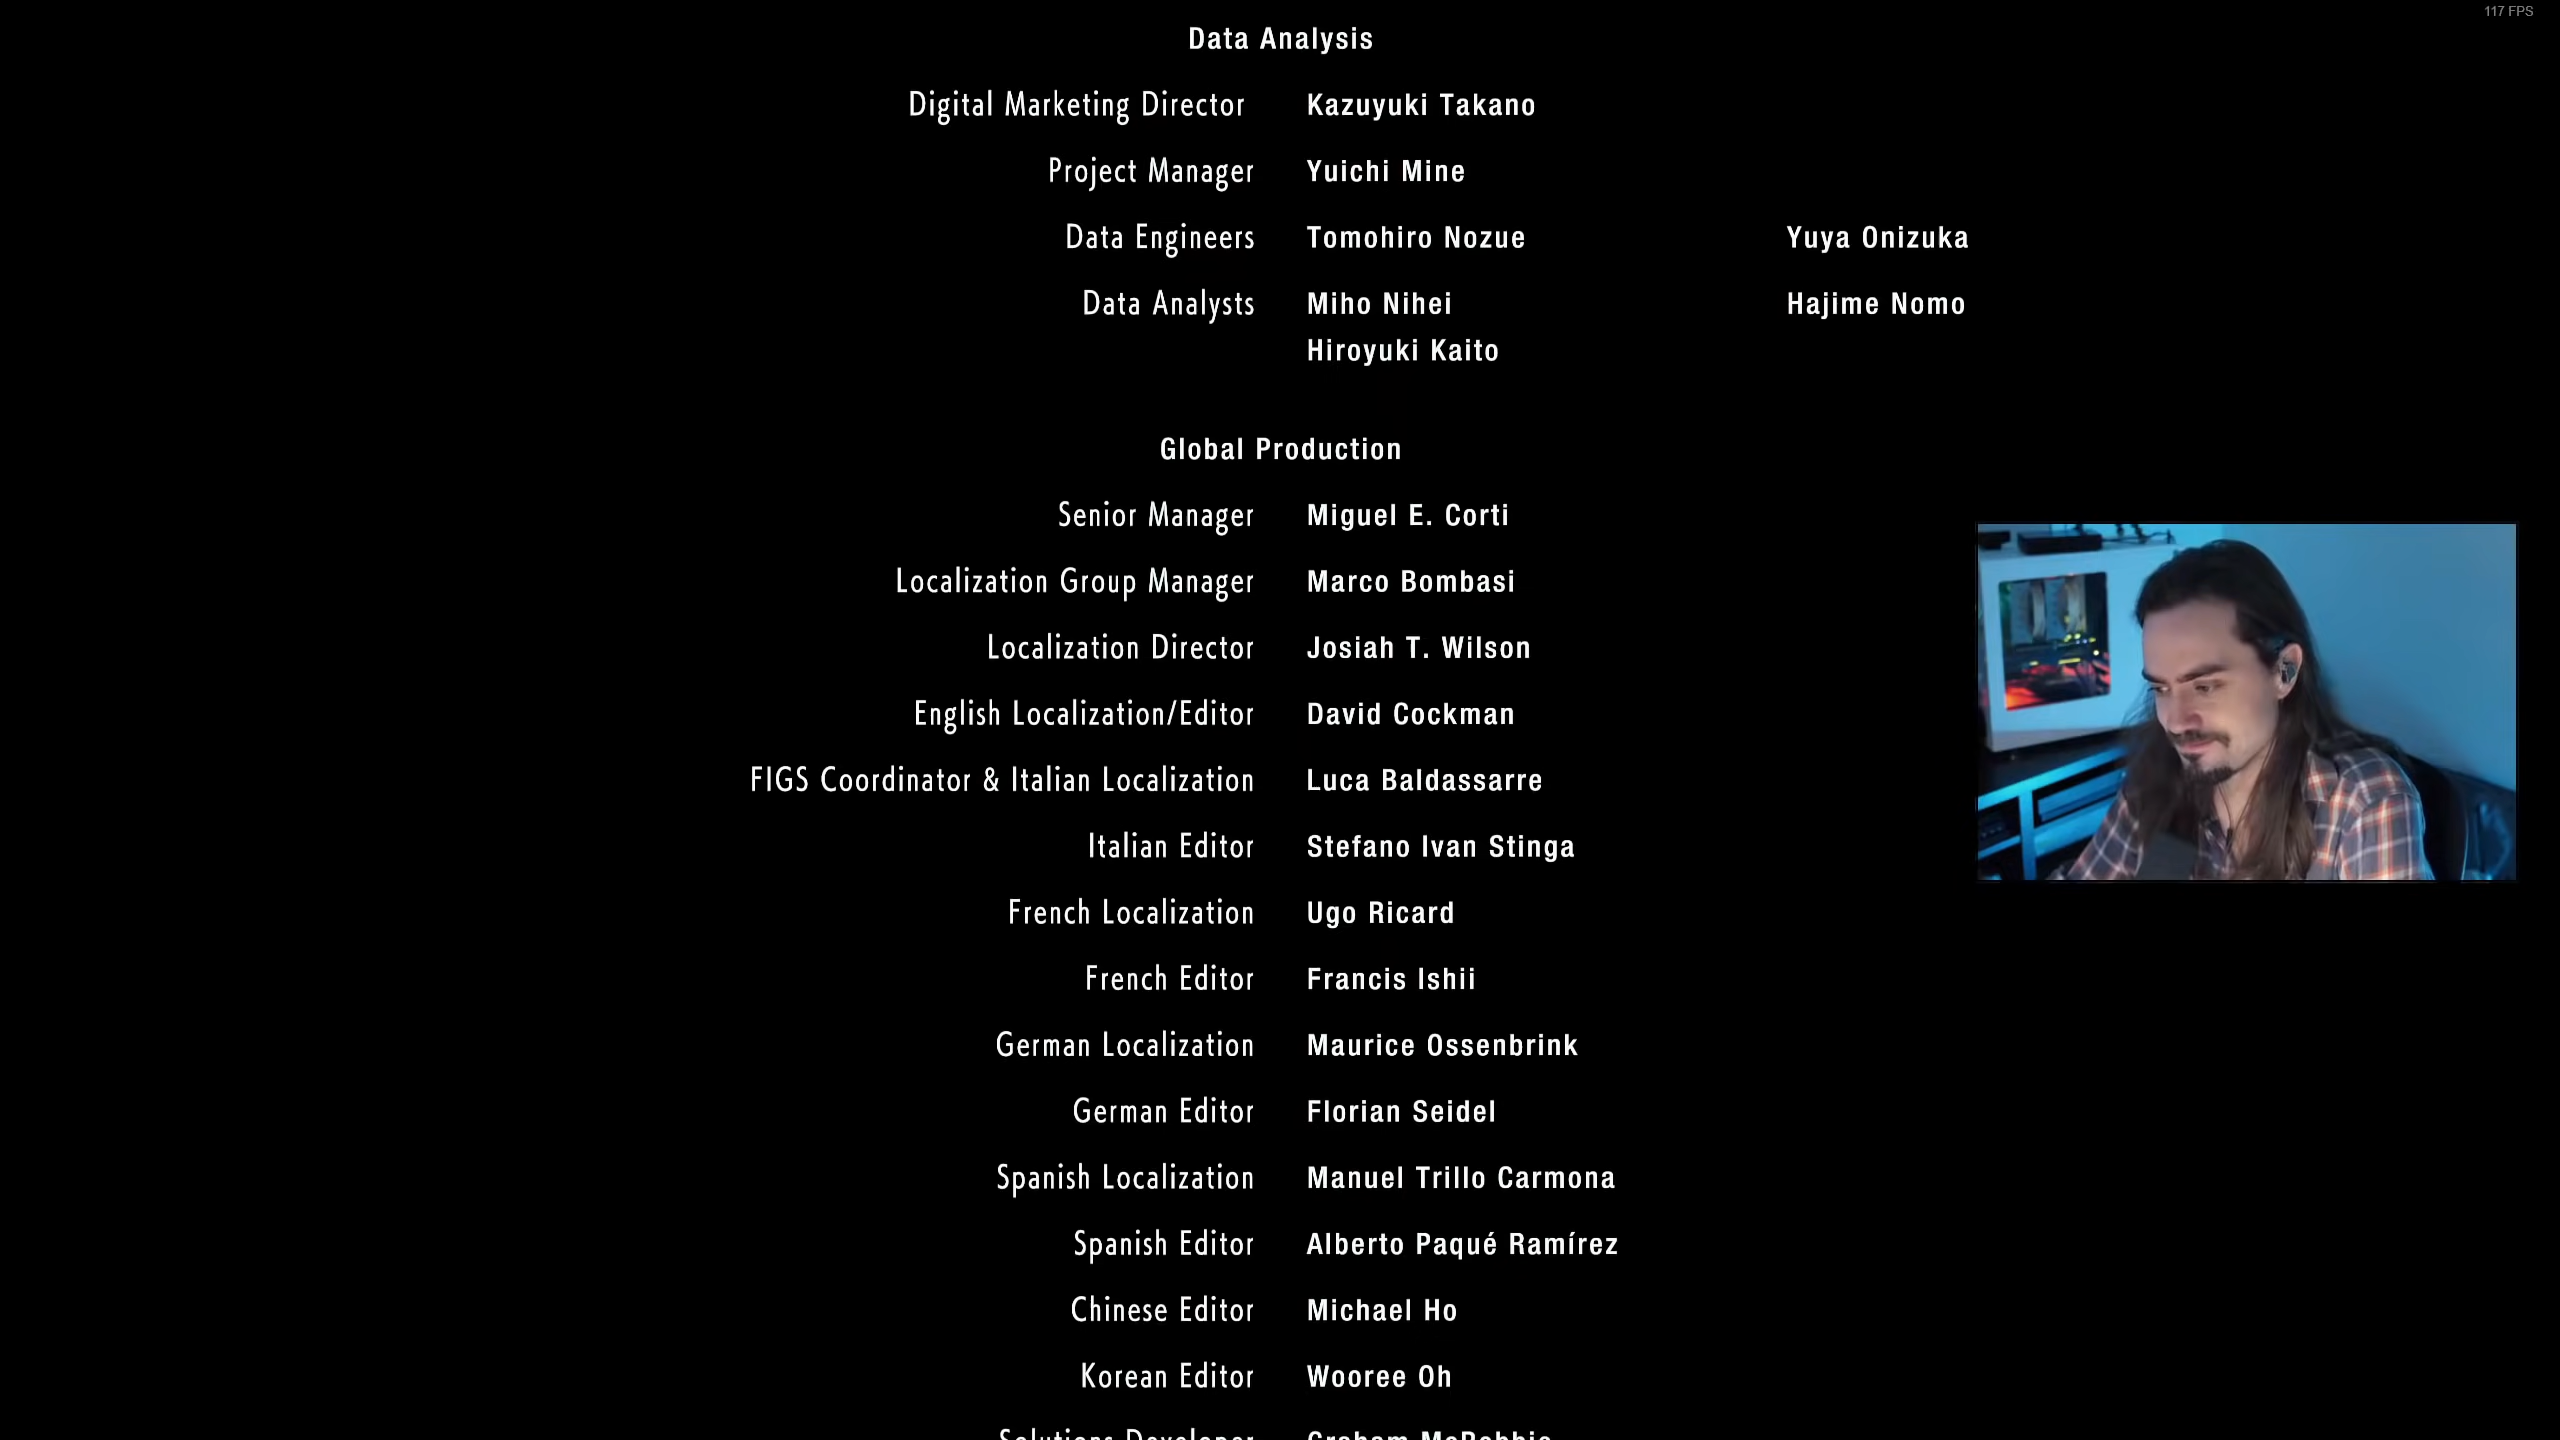 117 FPS
Data Analysis
Digital Marketing Director Kazuyuki Takano
Project Manager Yuichi Mine
Data Engineers Tomohiro Nozue Yuya Onizuka
Data Analysts Miho Nihei Hajime Nomo
Hiroyuki Kaito
Global Production
Senior Manager Miguel E. Corti
Localization Group Manager Marco Bombasi
Localization Director Josiah T. Wilson
English Localization/Editor David Cockman
FIGS Coordinator & Italian Localization Luca Baldassarre
Italian Editor Stefano Ivan Stinga
French Localization Ugo Ricard
French Editor Francis Ishii
German Localization Maurice Ossenbrink
German Editor Florian Seidel
Spanish Localization Manuel Trillo Carmona
Spanish Editor Alberto Paqué Ramírez
Chinese Editor Michael Ho
Korean Editor Wooree Oh
Solutions Developer Graham McRobbie